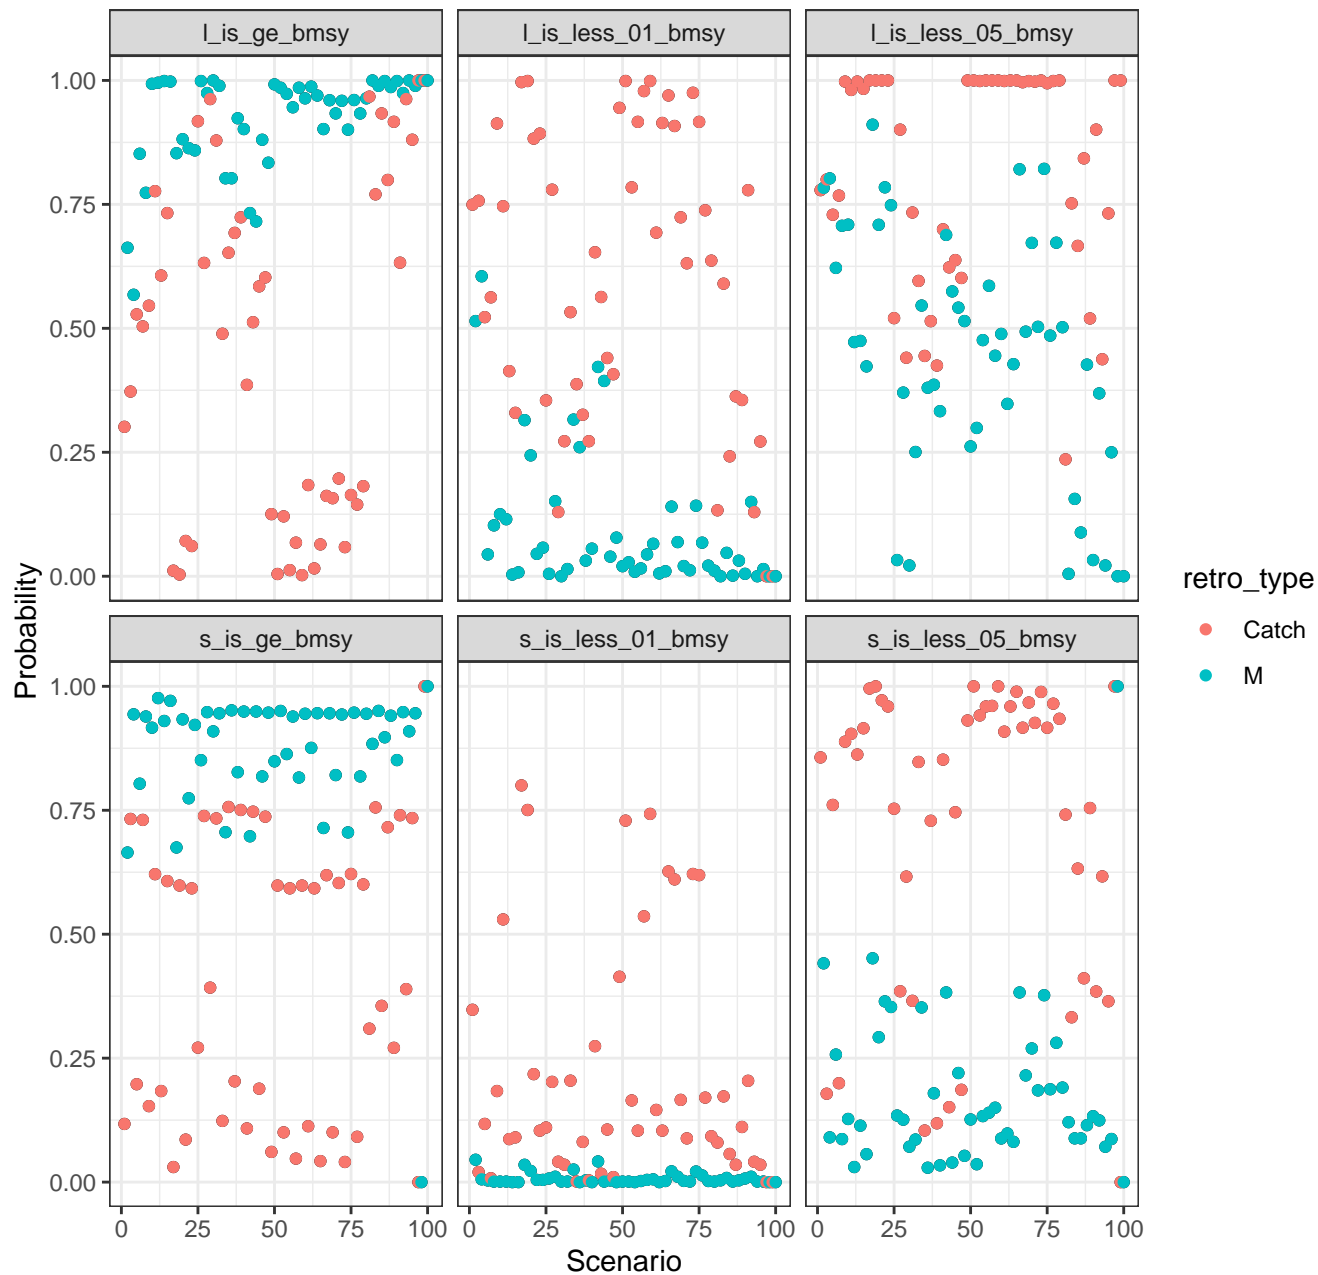 l_is_ge_bmsy
l_is_less_01_bmsy
l_is_less_05_bmsy
1.00
0.75
0.50
0.25
0.00
s_is_ge_bmsy
s_is_less_01_bmsy
s_is_less_05_bmsy
1.00
0.75
0.50
0.25
0.00
0 25 50 75 100
0 25 50 75 100
0 25 50 75 100
Scenario
Probability
retro_type
Catch
M